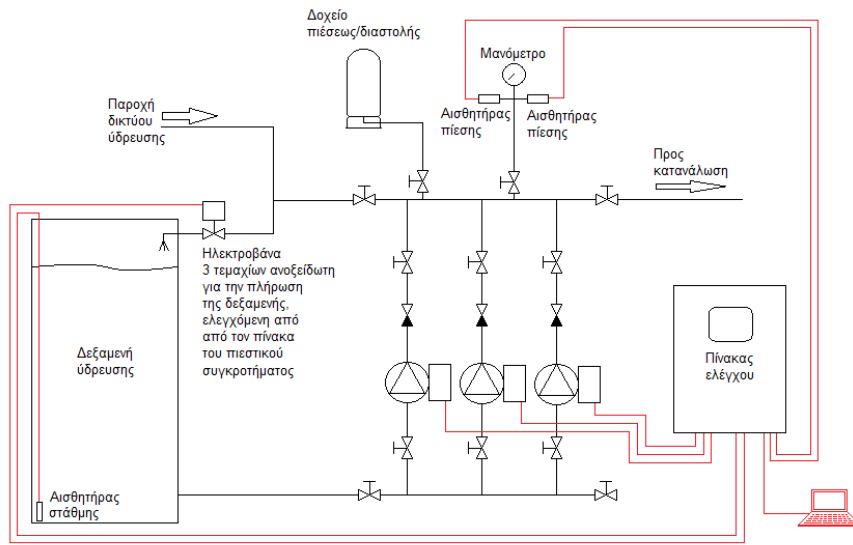 Δοχείο
πιέσεως/διαστολής
Μανόμετρο
Παροχή
δικτύου
ύδρευσης
Αισθητήρας
πίεσης
Αισθητήρας
πίεσης
Προς
κατανάλωση
Ηλεκτροβάνα
3 τεμαχίων ανοξείδωτη
για την πλήρωση
της δεξαμενής,
ελεγχόμενη από
από τον πίνακα
του πιεστικού
συγκροτήματος
Δεξαμενή
ύδρευσης
Πίνακας
ελέγχου
Αισθητήρας
στάθμης